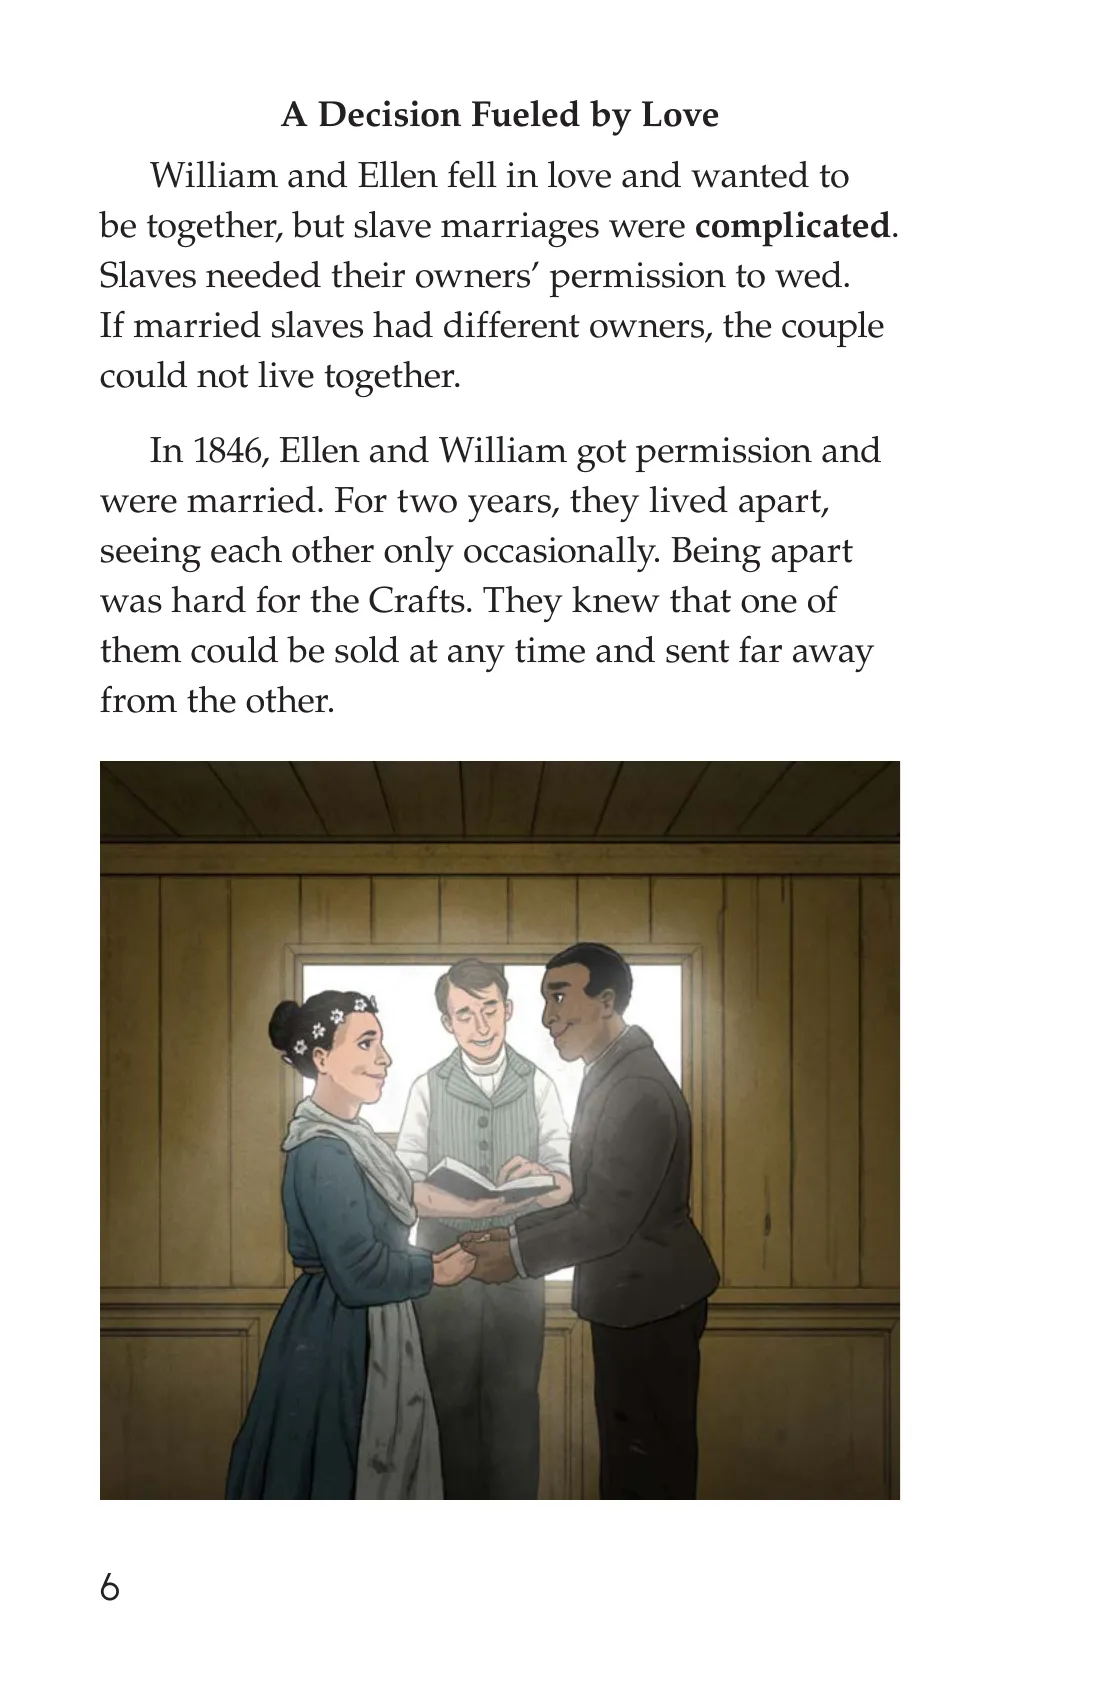 A Decision Fueled by Love
William and Ellen fell in love and wanted to
be together, but slave marriages were complicated.
Slaves needed their owners’ permission to wed.
If married slaves had different owners, the couple
could not live together.
In 1846, Ellen and William got permission and
were married. For two years, they lived apart,
seeing each other only occasionally. Being apart
was hard for the Crafts. They knew that one of
them could be sold at any time and sent far away
from the other.
6